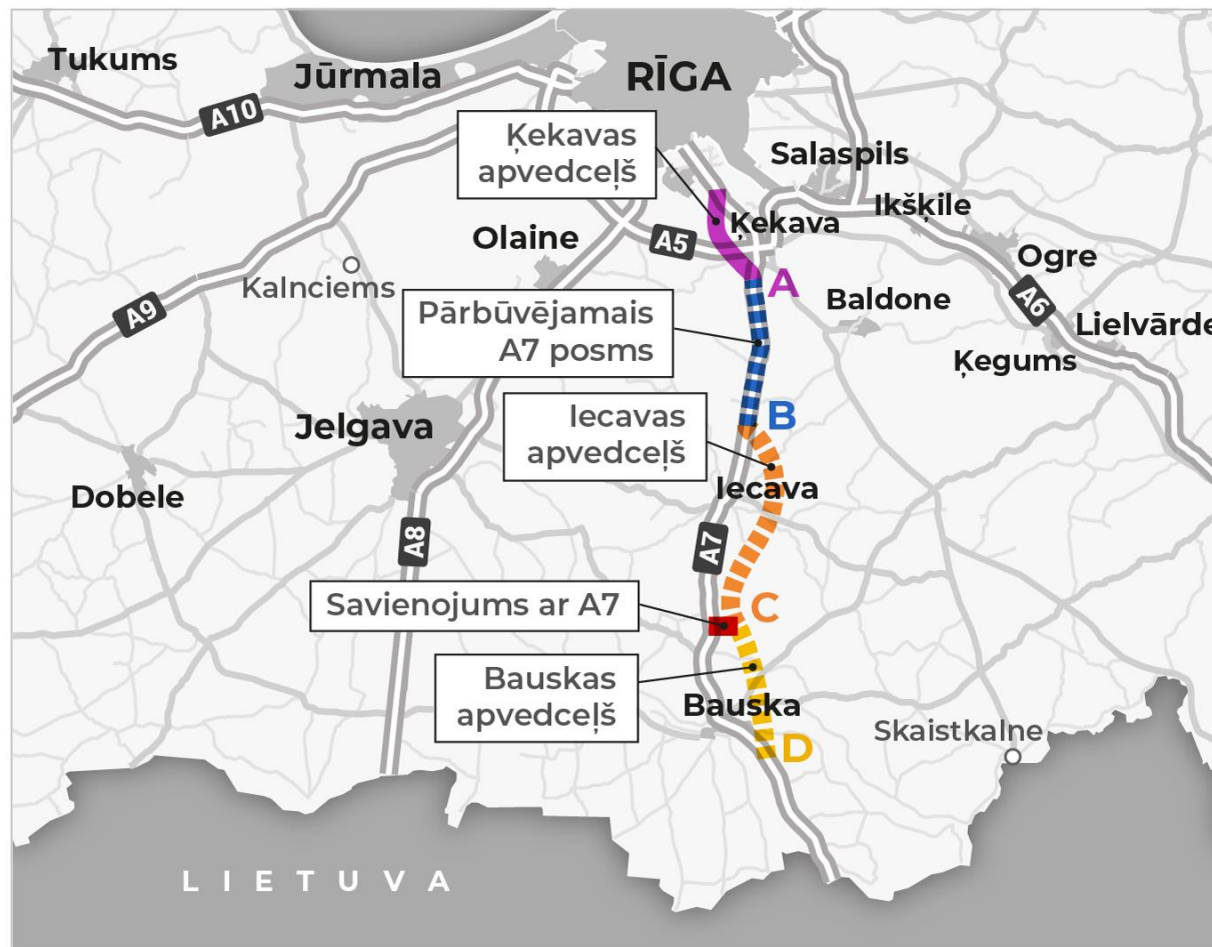 Tukums
Jūrmala
RĪGA
A10
Ķekavas
apvedceļš
Salaspils
Ikšķile
Ķekava
Olaine
A5
Ogre
Kalnciems
A
Baldone
A6
A9
Pārbūvējamais
A7 posms
Lielvārde
Ķegums
Iecavas
apvedceļš
B
Jelgava
Dobele
Iecava
A8
A7
Savienojums ar A7
C
Bauskas
apvedceļš
Bauska
Skaistkalne
D
LIETUVA